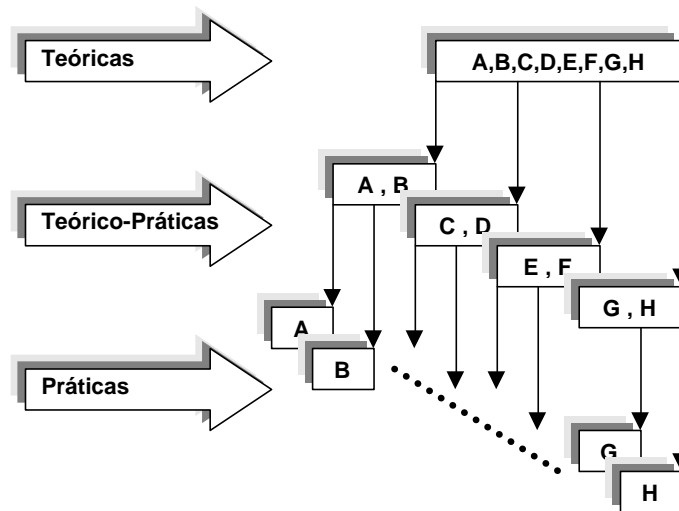 Teóricas
A,B,C,D,E,F,G,H
A , B
Teórico-Práticas
C , D
E , F
G , H
A
B
Práticas
G
H